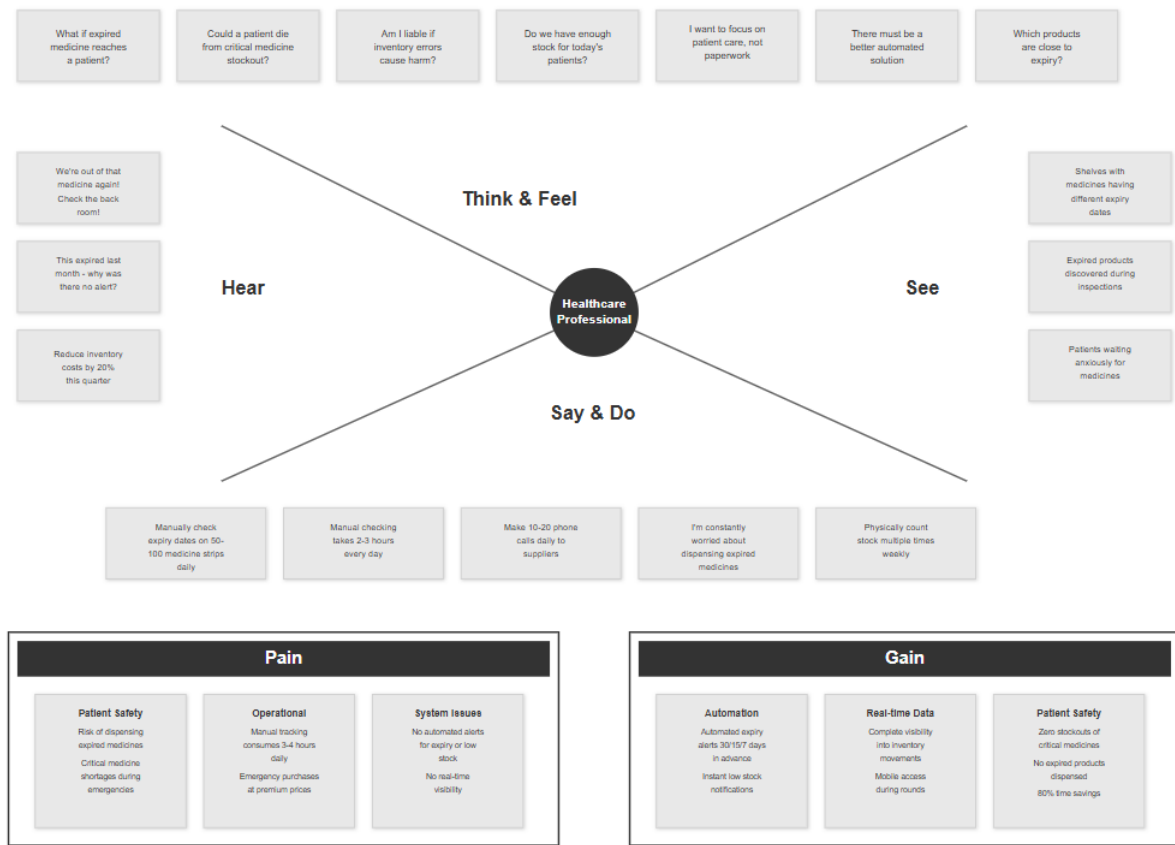 What if expired
medicine reaches
a patient?
Could a patient die
from critical medicine
stockout?
Am I liable if
inventory errors
cause harm?
Do we have enough
stock for today's
patients?
I want to focus on
patient care, not
paperwork
There must be a
better automated
solution
Which products
are close to
expiry?
Think & Feel
Hear
We're out of that
medicine again!
Check the back
room!
This expired last
month - why was
there no alert?
Reduce inventory
costs by 20%
this quarter
Healthcare
Professional
See
Shelves with
medicines having
different expiry
dates
Expired products
discovered during
inspections
Patients waiting
anxiously for
medicines
Say & Do
Manually check
expiry dates on 50-
100 medicine strips
daily
Manual checking
takes 2-3 hours
every day
Make 10-20 phone
calls daily to
suppliers
I'm constantly
worried about
dispensing expired
medicines
Physically count
stock multiple times
weekly
Pain
Patient Safety
Risk of dispensing
expired medicines
Critical medicine
shortages during
emergencies
Operational
Manual tracking
consumes 3-4 hours
daily
Emergency purchases
at premium prices
System Issues
No automated alerts
for expiry or low
stock
No real-time
visibility
Gain
Automation
Automated expiry
alerts 30/15/7 days
in advance
Instant low stock
notifications
Real-time Data
Complete visibility
into inventory
movements
Mobile access
during rounds
Patient Safety
Zero stockouts of
critical medicines
No expired products
dispensed
80% time savings